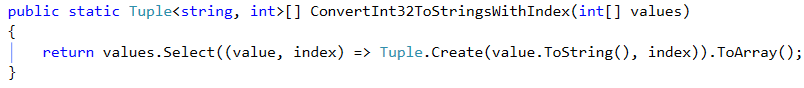 public static Tuple<string, int>[] ConvertInt32ToStringsWithIndex(int[] values)
{
    return values.Select((value, index) => Tuple.Create(value.ToString(), index)).ToArray();
}